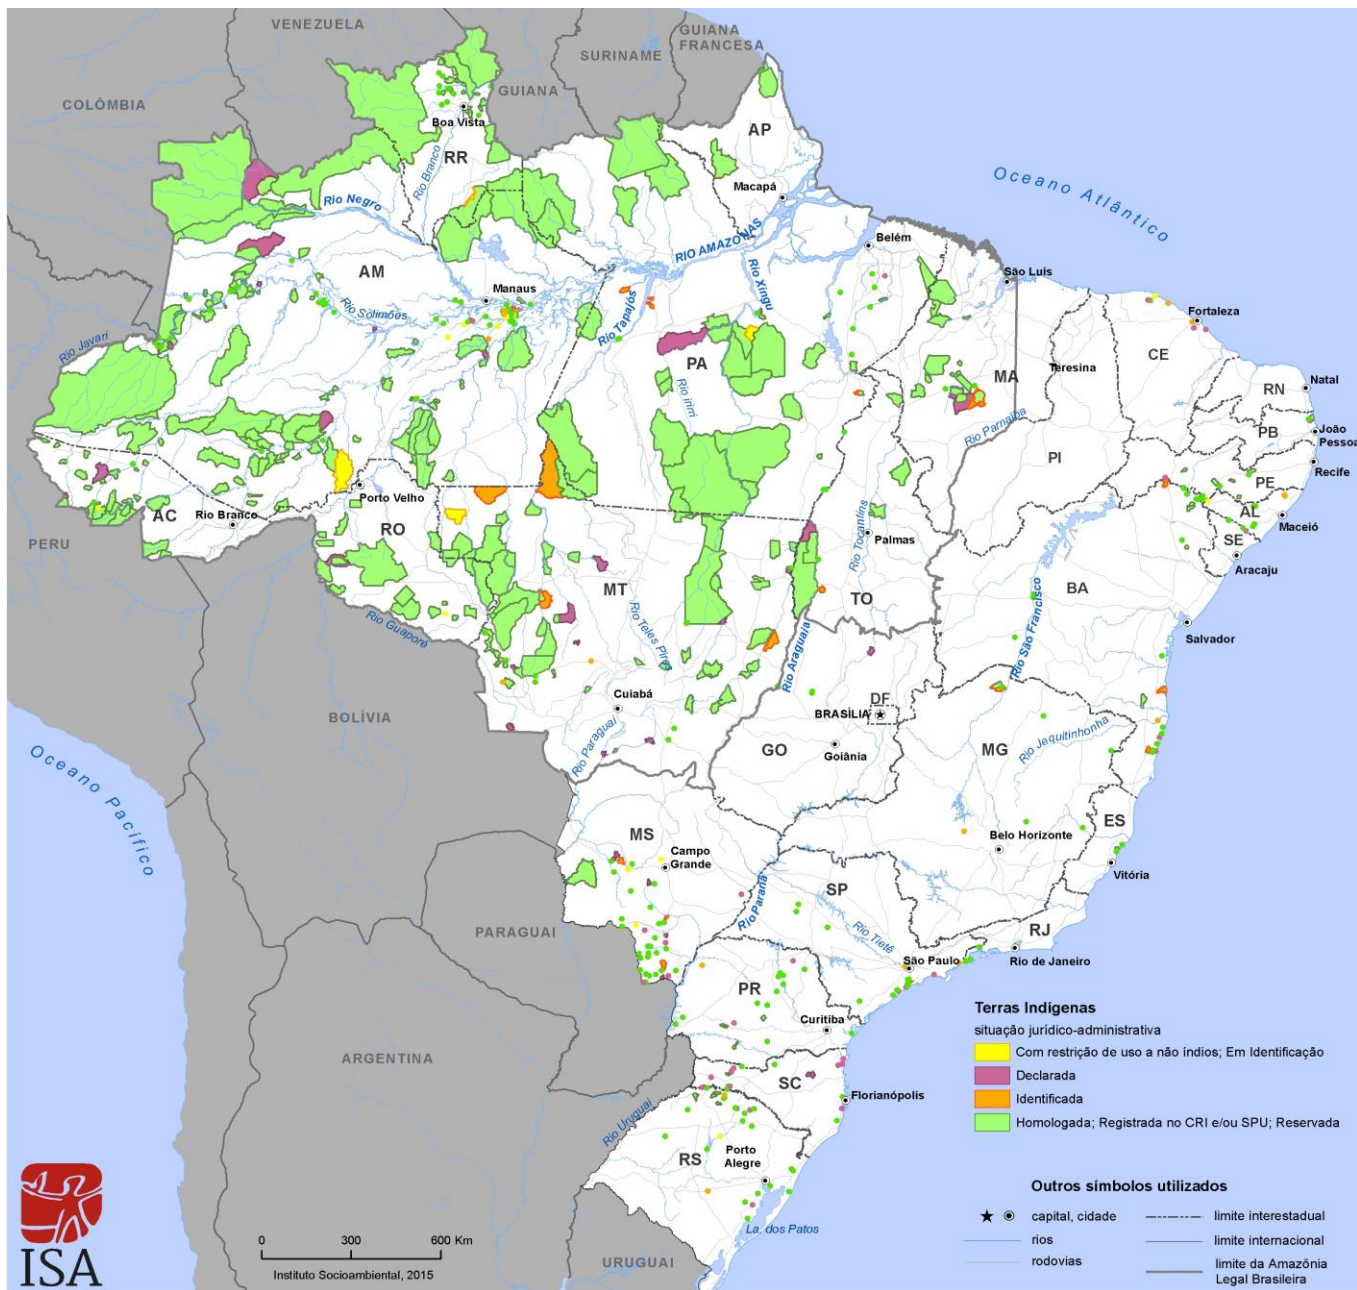 VENEZUELA
GUIANA
FRANCESA
SURINAME
GUIANA
COLÔMBIA
Boa Vista
RR
Rio Branco
AP
Macapá
Oceano Atlântico
Rio Negro
RIO AMAZONAS
Belém
São Luis
AM
Manaus
Rio Solimões
Rio Tapajós
Rio Xingu
Fortaleza
Rio Javari
PA
Rio iriri
MA
Teresina
CE
RN
Natal
PB
João
Pessoa
Rio Parnaíba
PI
Recife
PE
Porto Velho
AC
Rio Branco
RO
AL
Maceió
SE
Aracaju
PERU
Palmas
Rio Tocantins
TO
BA
MT
Rio Teles Pires
Rio Guaporé
Rio São Francisco
Salvador
Rio Araguaia
Cuiabá
Rio Paraguai
DF
BRASÍLIA
BOLÍVIA
GO
Goiânia
MG
Rio Jequitinhonha
Oceano Pacífico
MS
Campo
Grande
Belo Horizonte
ES
Vitória
Rio Paraná
SP
Rio Tietê
RJ
PARAGUAI
São Paulo
Rio de Janeiro
PR
Curitiba
ARGENTINA
SC
Florianópolis
Rio Uruguai
RS
Porto
Alegre
La. dos Patos
URUGUAI
Terras Indígenas
situação jurídico-administrativa
Com restrição de uso a não índios; Em Identificação
Declarada
Identificada
Homologada; Registrada no CRI e/ou SPU; Reservada
Outros símbolos utilizados
capital, cidade
limite interestadual
rios
limite internacional
rodovias
limite da Amazônia
Legal Brasileira
ISA
0 300 600 Km
Instituto Socioambiental, 2015